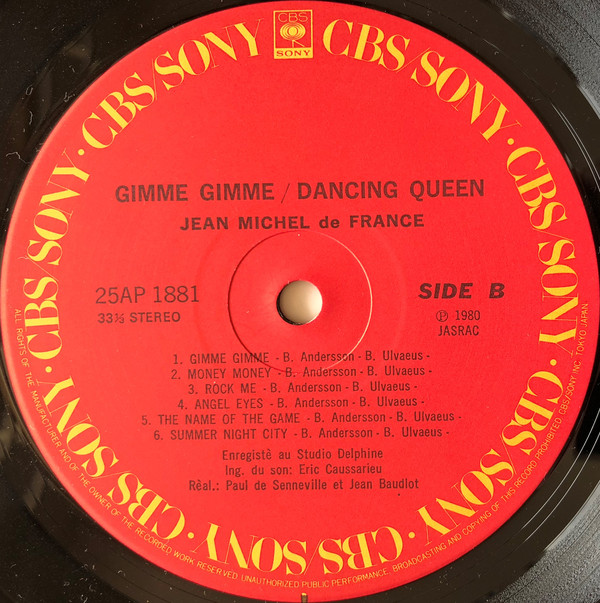 CBS
SONY
CBS/SONY · CBS/SONY · CBS/SONY · CBS/SONY · CBS/SONY · CBS/SONY · CBS/SONY · CBS/SONY
GIMME GIMME / DANCING QUEEN
JEAN MICHEL de FRANCE
25AP 1881
33⅓ STEREO
SIDE B
Ⓟ 1980
JASRAC
1. GIMME GIMME - B. Andersson - B. Ulvaeus -
2. MONEY MONEY - B. Andersson - B. Ulvaeus -
3. ROCK ME - B. Andersson - B. Ulvaeus -
4. ANGEL EYES - B. Andersson - B. Ulvaeus -
5. THE NAME OF THE GAME - B. Andersson - B. Ulvaeus -
6. SUMMER NIGHT CITY - B. Andersson - B. Ulvaeus -
Enregistè au Studio Delphine
Ing. du son: Eric Caussarieu
Rèal.: Paul de Senneville et Jean Baudlot
ALL RIGHTS OF THE MANUFACTURER AND OF THE OWNER OF THE RECORDED WORK RESERVED. UNAUTHORIZED PUBLIC PERFORMANCE, BROADCASTING AND COPYING OF THIS RECORD PROHIBITED. CBS/SONY INC. TOKYO JAPAN